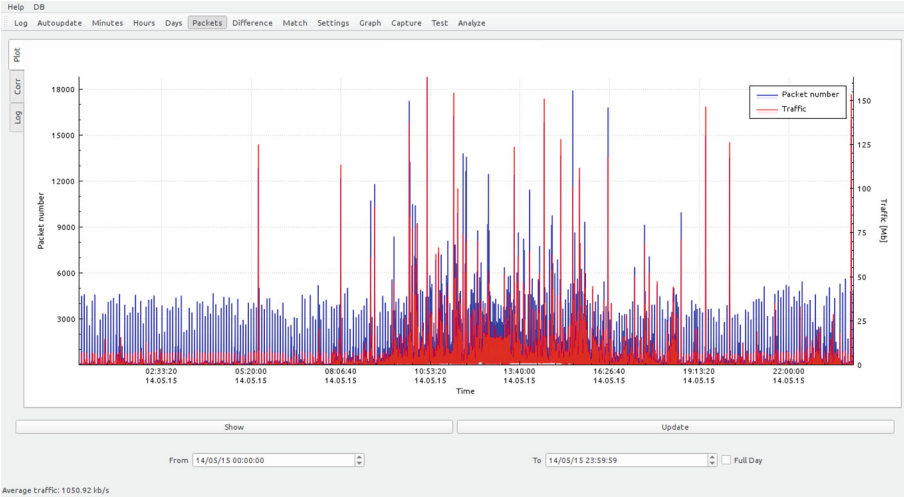 Help DB
Log Autoupdate Minutes Hours Days Packets Difference Match Settings Graph Capture Test Analyze
Plot
Corr
Log
Packet number
Traffic
18000
15000
12000
9000
6000
3000
Packet number
150
125
100
75
50
25
0
Traffic [Mb]
02:33:20 05:20:00 08:06:40 10:53:20 13:40:00 16:26:40 19:13:20 22:00:00
14.05.15 14.05.15 14.05.15 14.05.15 14.05.15 14.05.15 14.05.15 14.05.15
Time
Show Update
From 14/05/15 00:00:00 To 14/05/15 23:59:59 Full Day
Average traffic: 1050.92 kb/s